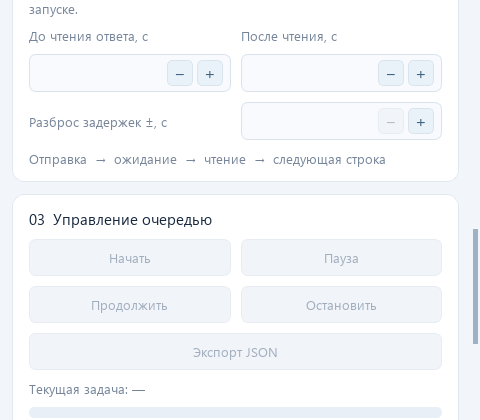 запуске.
До чтения ответа, с
После чтения, с
− +
− +
Разброс задержек ±, с
− +
Отправка → ожидание → чтение → следующая строка
03 Управление очередью
Начать
Пауза
Продолжить
Остановить
Экспорт JSON
Текущая задача: —